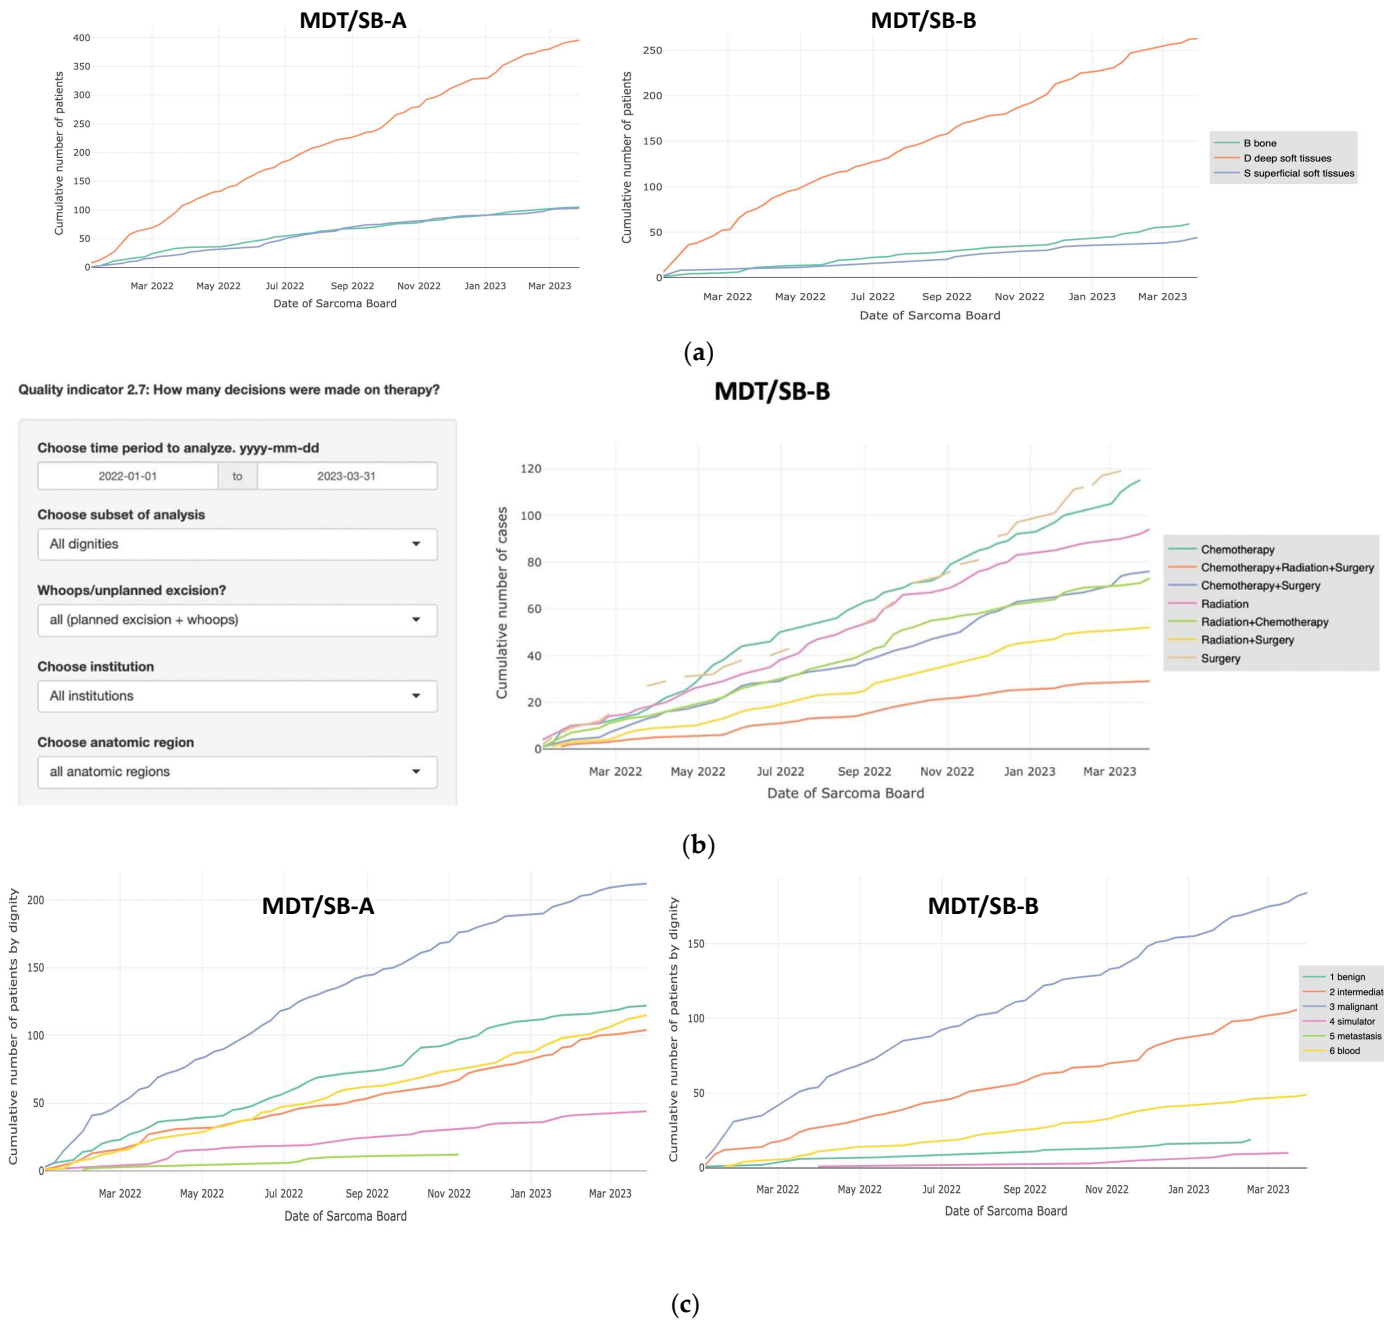 MDT/SB-A
MDT/SB-B
Cumulative number of patients
400
350
300
250
200
150
100
50
0
Mar 2022 May 2022 Jul 2022 Sep 2022 Nov 2022 Jan 2023 Mar 2023
Date of Sarcoma Board
Cumulative number of patients
250
200
150
100
50
0
Mar 2022 May 2022 Jul 2022 Sep 2022 Nov 2022 Jan 2023 Mar 2023
Date of Sarcoma Board
B bone
D deep soft tissues
S superficial soft tissues
(a)
Quality indicator 2.7: How many decisions were made on therapy?
Choose time period to analyze. yyyy-mm-dd
2022-01-01 to 2023-03-31
Choose subset of analysis
All dignities
Whoops/unplanned excision?
all (planned excision + whoops)
Choose institution
All institutions
Choose anatomic region
all anatomic regions
MDT/SB-B
Cumulative number of cases
120
100
80
60
40
20
0
Mar 2022 May 2022 Jul 2022 Sep 2022 Nov 2022 Jan 2023 Mar 2023
Date of Sarcoma Board
Chemotherapy
Chemotherapy+Radiation+Surgery
Chemotherapy+Surgery
Radiation
Radiation+Chemotherapy
Radiation+Surgery
Surgery
(b)
MDT/SB-A
Cumulative number of patients by dignity
200
150
100
50
0
Mar 2022 May 2022 Jul 2022 Sep 2022 Nov 2022 Jan 2023 Mar 2023
Date of Sarcoma Board
MDT/SB-B
Cumulative number of patients by dignity
150
100
50
0
Mar 2022 May 2022 Jul 2022 Sep 2022 Nov 2022 Jan 2023 Mar 2023
Date of Sarcoma Board
1 benign
2 intermediat
3 malignant
4 simulator
5 metastasis
6 blood
(c)